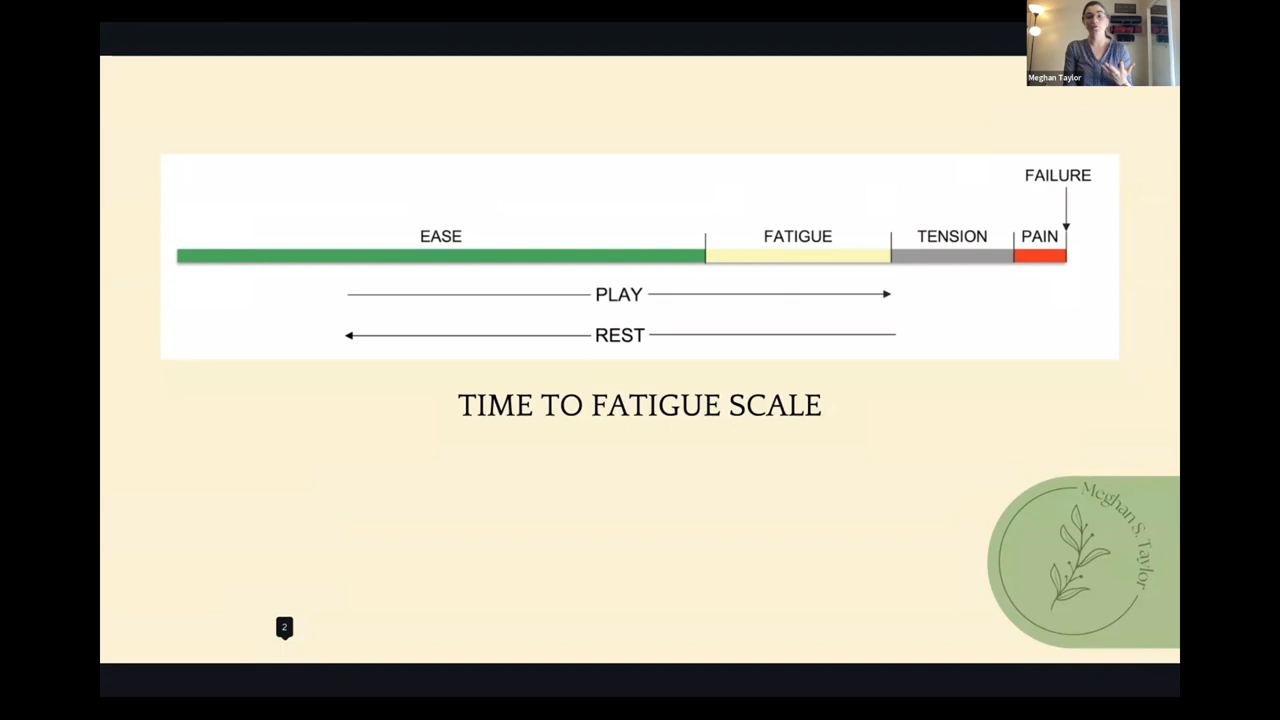 Meghan Taylor
FAILURE
EASE
FATIGUE
TENSION
PAIN
PLAY
REST
TIME TO FATIGUE SCALE
Meghan S. Taylor
2